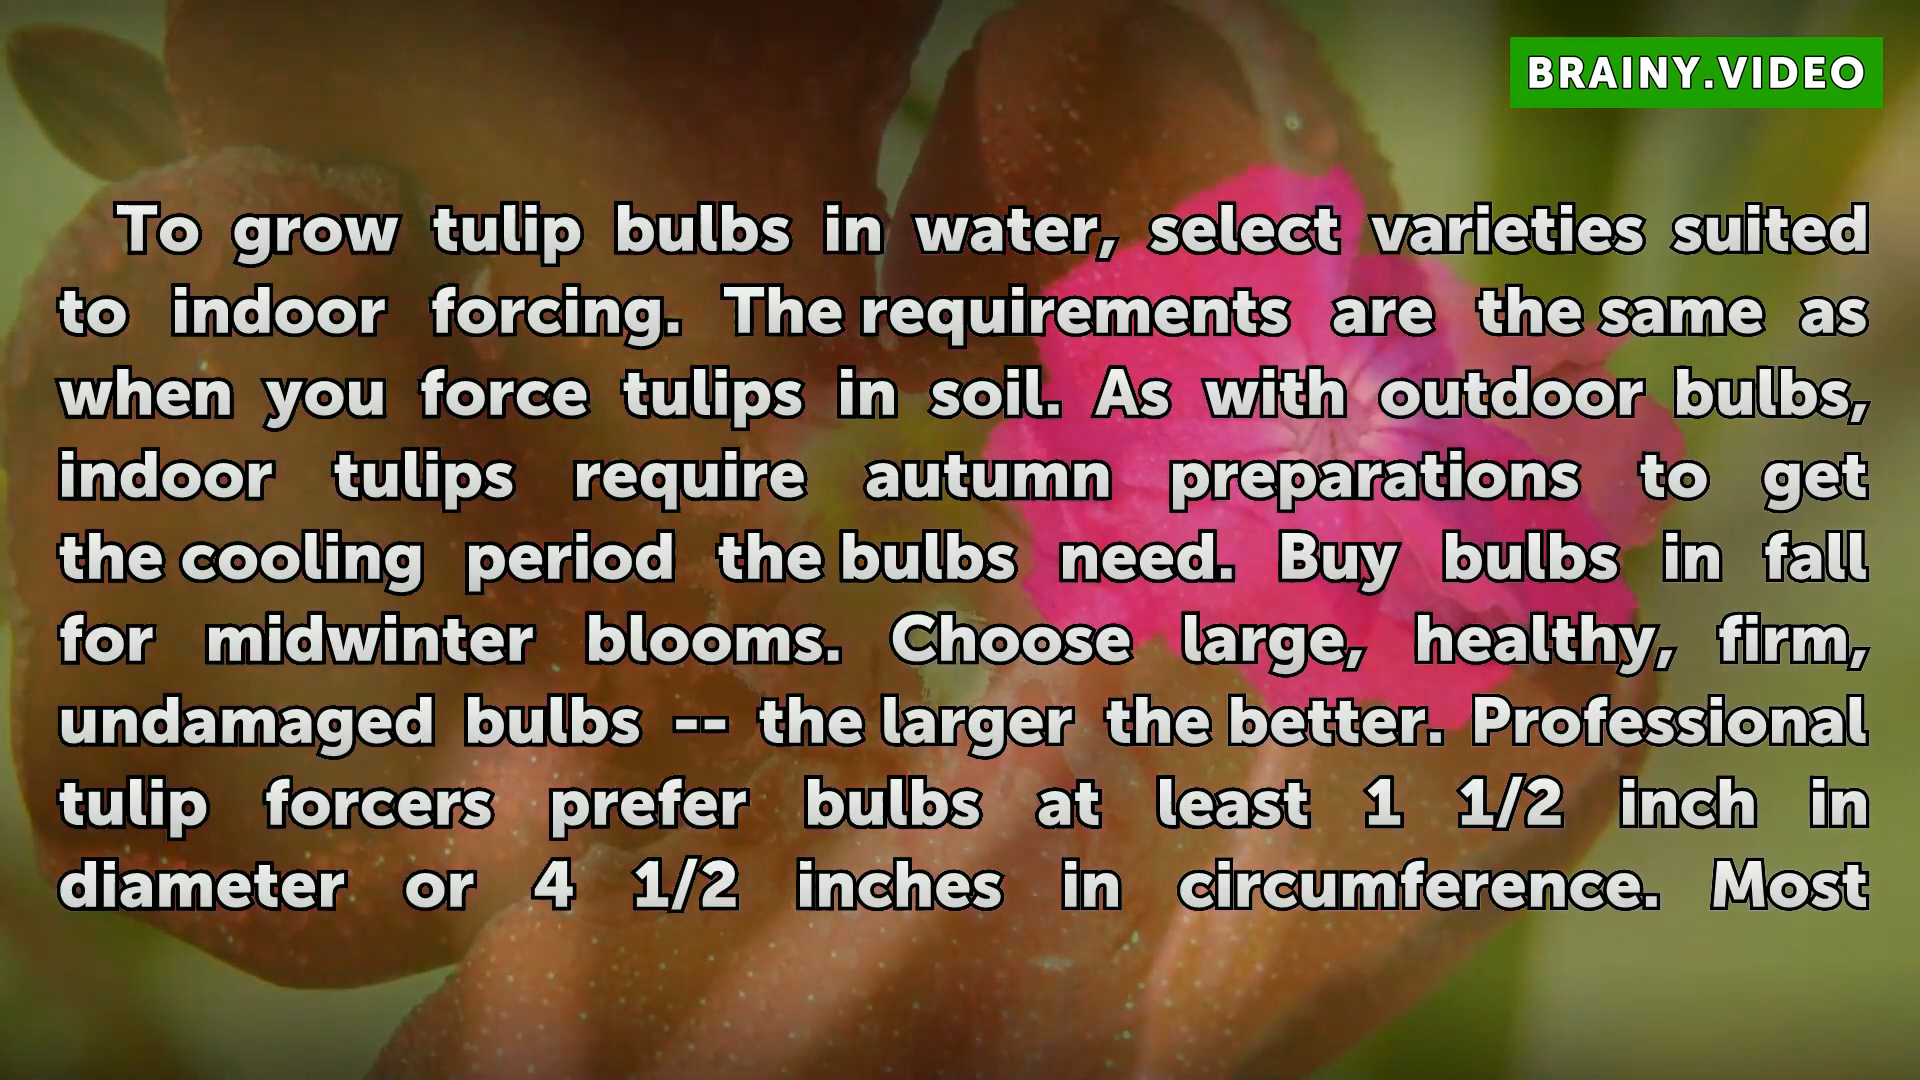 BRAINY.VIDEO
To grow tulip bulbs in water, select varieties suited
to indoor forcing. The requirements are the same as
when you force tulips in soil. As with outdoor bulbs,
indoor tulips require autumn preparations to get
the cooling period the bulbs need. Buy bulbs in fall
for midwinter blooms. Choose large, healthy, firm,
undamaged bulbs -- the larger the better. Professional
tulip forcers prefer bulbs at least 1 1/2 inch in
diameter or 4 1/2 inches in circumference. Most